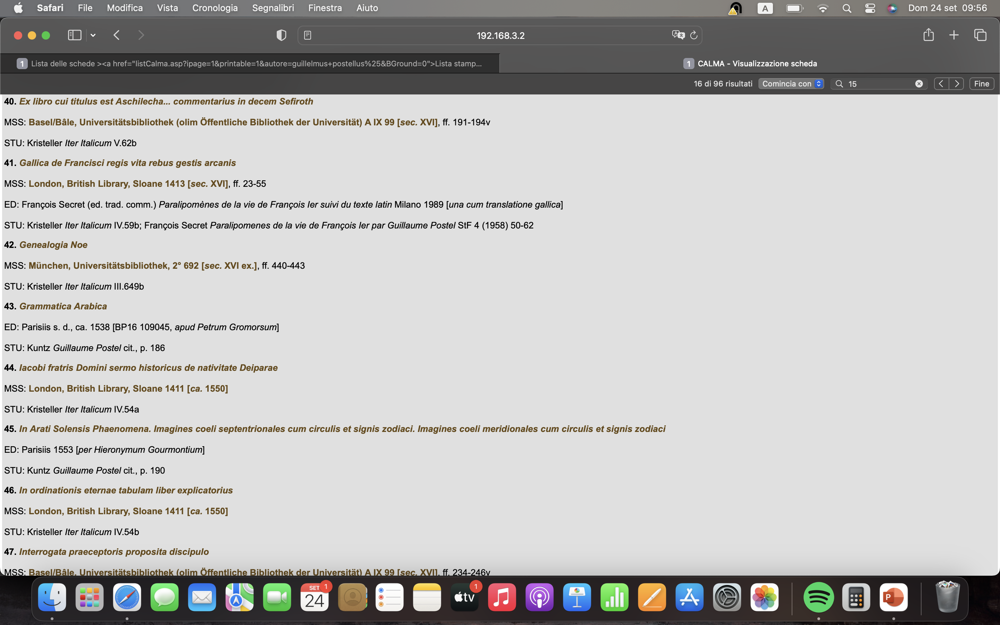 Safari File Modifica Vista Cronologia Segnalibri Finestra Aiuto A Dom 24 set 09:56
192.168.3.2
1 Lista delle schede ><a href="listCalma.asp?ipage=1&printable=1&autore=guillelmus+postellus%25&BGround=0">Lista stamp...
1 CALMA - Visualizzazione scheda
16 di 96 risultati Comincia con 15 Fine
40. Ex libro cui titulus est Aschilecha... commentarius in decem Sefiroth
MSS: Basel/Bâle, Universitätsbibliothek (olim Öffentliche Bibliothek der Universität) A IX 99 [sec. XVI], ff. 191-194v
STU: Kristeller Iter Italicum V.62b
41. Gallica de Francisci regis vita rebus gestis arcanis
MSS: London, British Library, Sloane 1413 [sec. XVI], ff. 23-55
ED: François Secret (ed. trad. comm.) Paralipomènes de la vie de François Ier suivi du texte latin Milano 1989 [una cum translatione gallica]
STU: Kristeller Iter Italicum IV.59b; François Secret Paralipomenes de la vie de François Ier par Guillaume Postel StF 4 (1958) 50-62
42. Genealogia Noe
MSS: München, Universitätsbibliothek, 2° 692 [sec. XVI ex.], ff. 440-443
STU: Kristeller Iter Italicum III.649b
43. Grammatica Arabica
ED: Parisiis s. d., ca. 1538 [BP16 109045, apud Petrum Gromorsum]
STU: Kuntz Guillaume Postel cit., p. 186
44. Iacobi fratris Domini sermo historicus de nativitate Deiparae
MSS: London, British Library, Sloane 1411 [ca. 1550]
STU: Kristeller Iter Italicum IV.54a
45. In Arati Solensis Phaenomena. Imagines coeli septentrionales cum circulis et signis zodiaci. Imagines coeli meridionales cum circulis et signis zodiaci
ED: Parisiis 1553 [per Hieronymum Gourmontium]
STU: Kuntz Guillaume Postel cit., p. 190
46. In ordinationis eternae tabulam liber explicatorius
MSS: London, British Library, Sloane 1411 [ca. 1550]
STU: Kristeller Iter Italicum IV.54b
47. Interrogata praeceptoris proposita discipulo
MSS: Basel/Bâle, Universitätsbibliothek (olim Öffentliche Bibliothek der Universität) A IX 99 [sec. XVI], ff. 234-246v
SET 1
24
tv 1
P